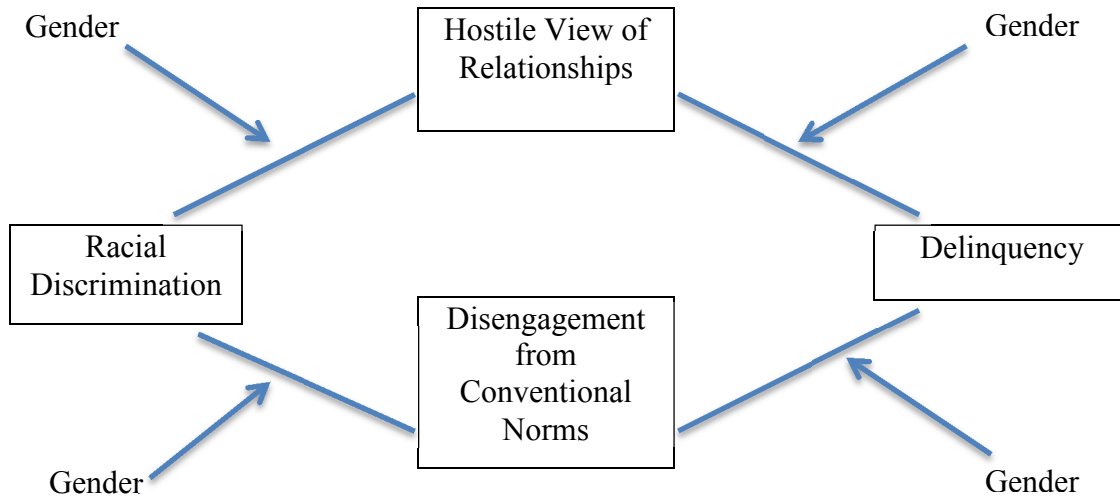 Gender
Hostile View of
Relationships
Gender
Racial
Discrimination
Delinquency
Disengagement
from
Conventional
Norms
Gender
Gender